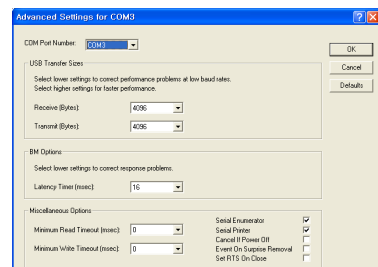 Advanced Settings for COM3
COM Port Number: COM3
OK
Cancel
Defaults
USB Transfer Sizes
Select lower settings to correct performance problems at low baud rates.
Select higher settings for faster performance.
Receive (Bytes): 4096
Transmit (Bytes): 4096
BM Options
Select lower settings to correct response problems.
Latency Timer (msec): 16
Miscellaneous Options
Minimum Read Timeout (msec): 0
Minimum Write Timeout (msec): 0
Serial Enumerator
Serial Printer
Cancel If Power Off
Event On Surprise Removal
Set RTS On Close